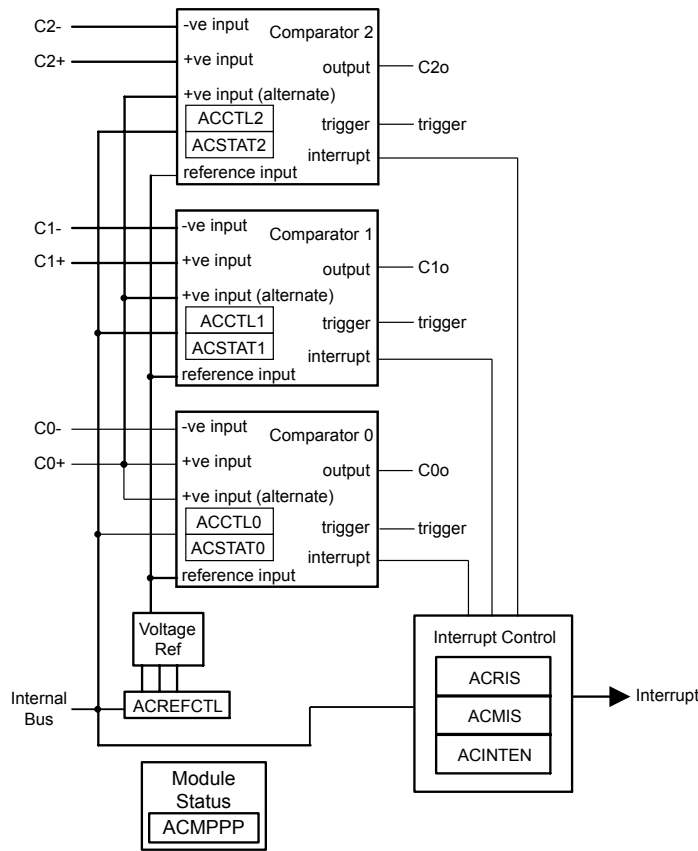 C2-
-ve input
Comparator 2
C2+
+ve input
output
C2o
+ve input (alternate)
ACCTL2
trigger
trigger
ACSTAT2
interrupt
reference input
C1-
-ve input
Comparator 1
C1+
+ve input
output
C1o
+ve input (alternate)
ACCTL1
trigger
trigger
ACSTAT1
interrupt
reference input
C0-
-ve input
Comparator 0
C0+
+ve input
output
C0o
+ve input (alternate)
ACCTL0
trigger
trigger
ACSTAT0
interrupt
reference input
Voltage
Ref
Interrupt Control
ACRIS
Internal
Bus
ACREFCTL
ACMIS
Interrupt
ACINTEN
Module
Status
ACMPPP